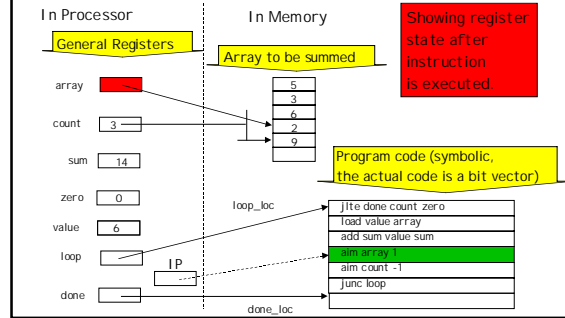 In Processor
In Memory
General Registers
Array to be summed
Showing register
state after
instruction
is executed.
array
count 3
sum 14
zero 0
value 6
loop
done
5
3
6
2
9
IP
loop_loc
done_loc
Program code (symbolic,
the actual code is a bit vector)
jlte done count zero
load value array
add sum value sum
aim array 1
aim count -1
junc loop